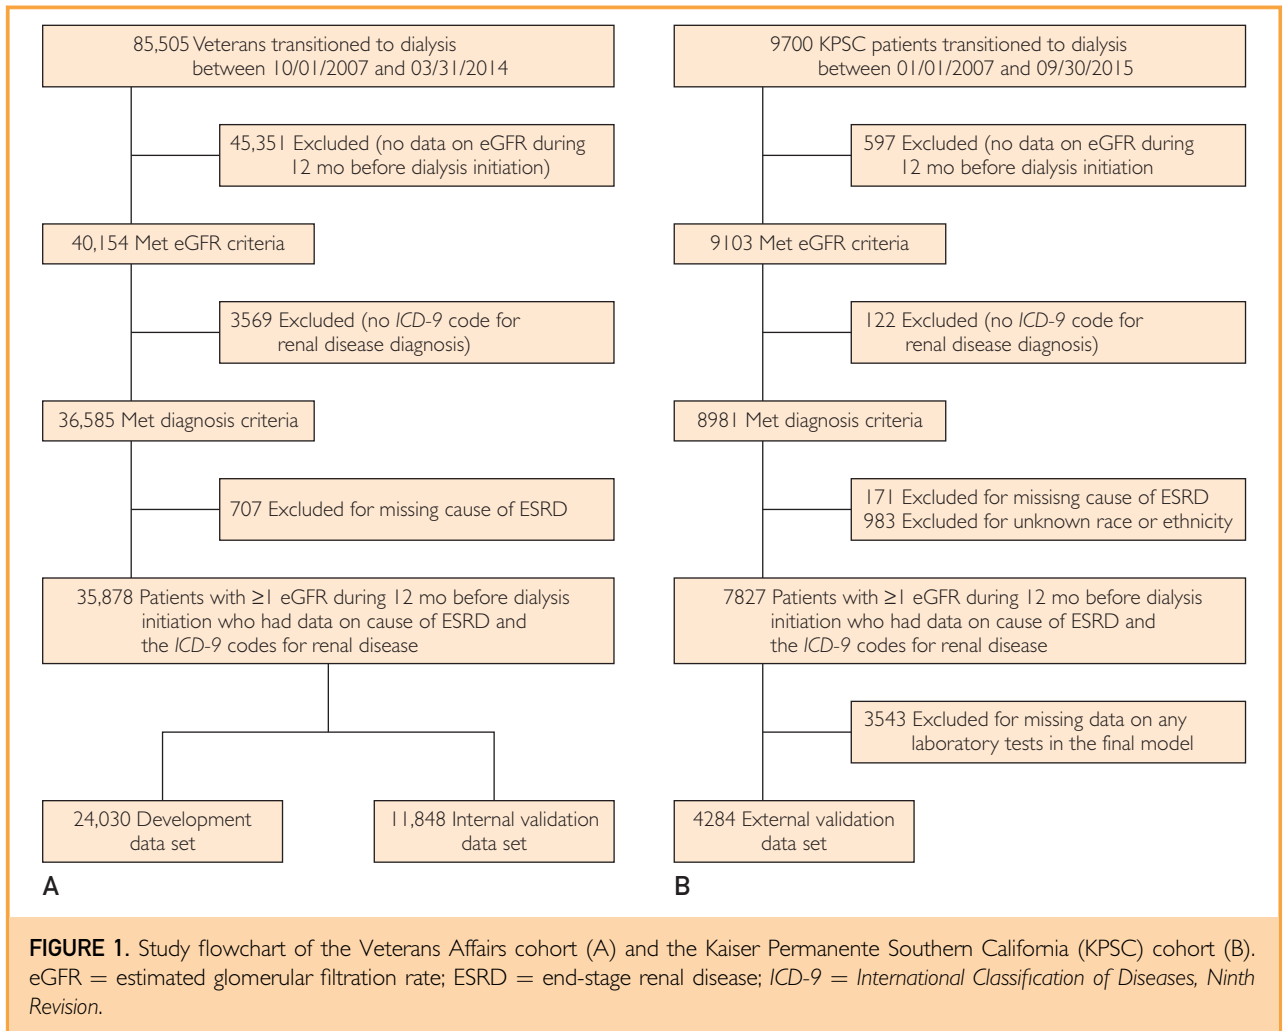 85,505 Veterans transitioned to dialysis
between 10/01/2007 and 03/31/2014
45,351 Excluded (no data on eGFR during
12 mo before dialysis initiation)
40,154 Met eGFR criteria
3569 Excluded (no ICD-9 code for
renal disease diagnosis)
36,585 Met diagnosis criteria
707 Excluded for missing cause of ESRD
35,878 Patients with ≥1 eGFR during 12 mo before dialysis
initiation who had data on cause of ESRD and
the ICD-9 codes for renal disease
24,030 Development
data set
11,848 Internal validation
data set
A
9700 KPSC patients transitioned to dialysis
between 01/01/2007 and 09/30/2015
597 Excluded (no data on eGFR during
12 mo before dialysis initiation
9103 Met eGFR criteria
122 Excluded (no ICD-9 code for
renal disease diagnosis)
8981 Met diagnosis criteria
171 Excluded for missisng cause of ESRD
983 Excluded for unknown race or ethnicity
7827 Patients with ≥1 eGFR during 12 mo before dialysis
initiation who had data on cause of ESRD and
the ICD-9 codes for renal disease
3543 Excluded for missing data on any
laboratory tests in the final model
4284 External validation
data set
B
FIGURE 1. Study flowchart of the Veterans Affairs cohort (A) and the Kaiser Permanente Southern California (KPSC) cohort (B).
eGFR = estimated glomerular filtration rate; ESRD = end-stage renal disease; ICD-9 = International Classification of Diseases, Ninth
Revision.